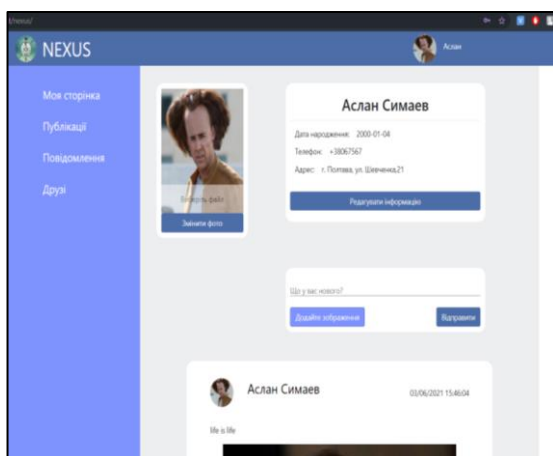 /nexus/
NEXUS
Аслан
Моя сторінка
Публікації
Повідомлення
Друзі
Виберіть файл
Змінити фото
Аслан Симаев
Дата народження: 2000-01-04
Телефон: +38067567
Адрес: г. Полтава, ул. Шевченка,21
Редагувати інформацію
Що у вас нового?
Додайте зображення
Відправити
Аслан Симаев
03/06/2021 15:46:04
life is life